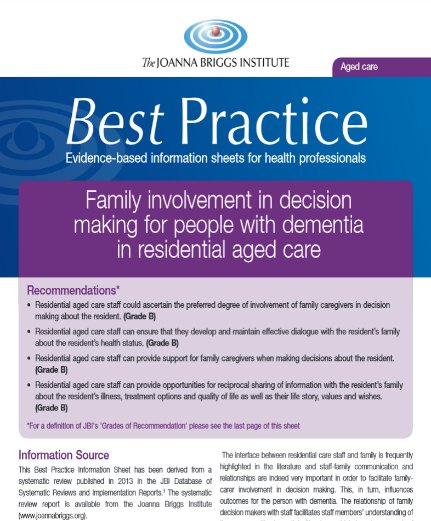 The JOANNA BRIGGS INSTITUTE
Aged care
Best Practice
Evidence-based information sheets for health professionals
Family involvement in decision
making for people with dementia
in residential aged care
Recommendations*
• Residential aged care staff could ascertain the preferred degree of involvement of family caregivers in decision
making about the resident. (Grade B)
• Residential aged care staff can ensure that they develop and maintain effective dialogue with the resident's family
about the resident's health status. (Grade B)
• Residential aged care staff can provide support for family caregivers when making decisions about the resident.
(Grade B)
• Residential aged care staff can provide opportunities for reciprocal sharing of information with the resident's family
about the resident's illness, treatment options and quality of life as well as their life story, values and wishes.
(Grade B)
*For a definition of JBI's 'Grades of Recommendation' please see the last page of this sheet
Information Source
This Best Practice Information Sheet has been derived from a
systematic review published in 2013 in the JBI Database of
Systematic Reviews and Implementation Reports.¹ The systematic
review report is available from the Joanna Briggs Institute
(www.joannabriggs.org).
The interface between residential care staff and family is frequently
highlighted in the literature and staff-family communication and
relationships are indeed very important in order to facilitate family-
carer involvement in decision making. This, in turn, influences
outcomes for the person with dementia. The relationship of family
decision makers with staff facilitates staff members' understanding of